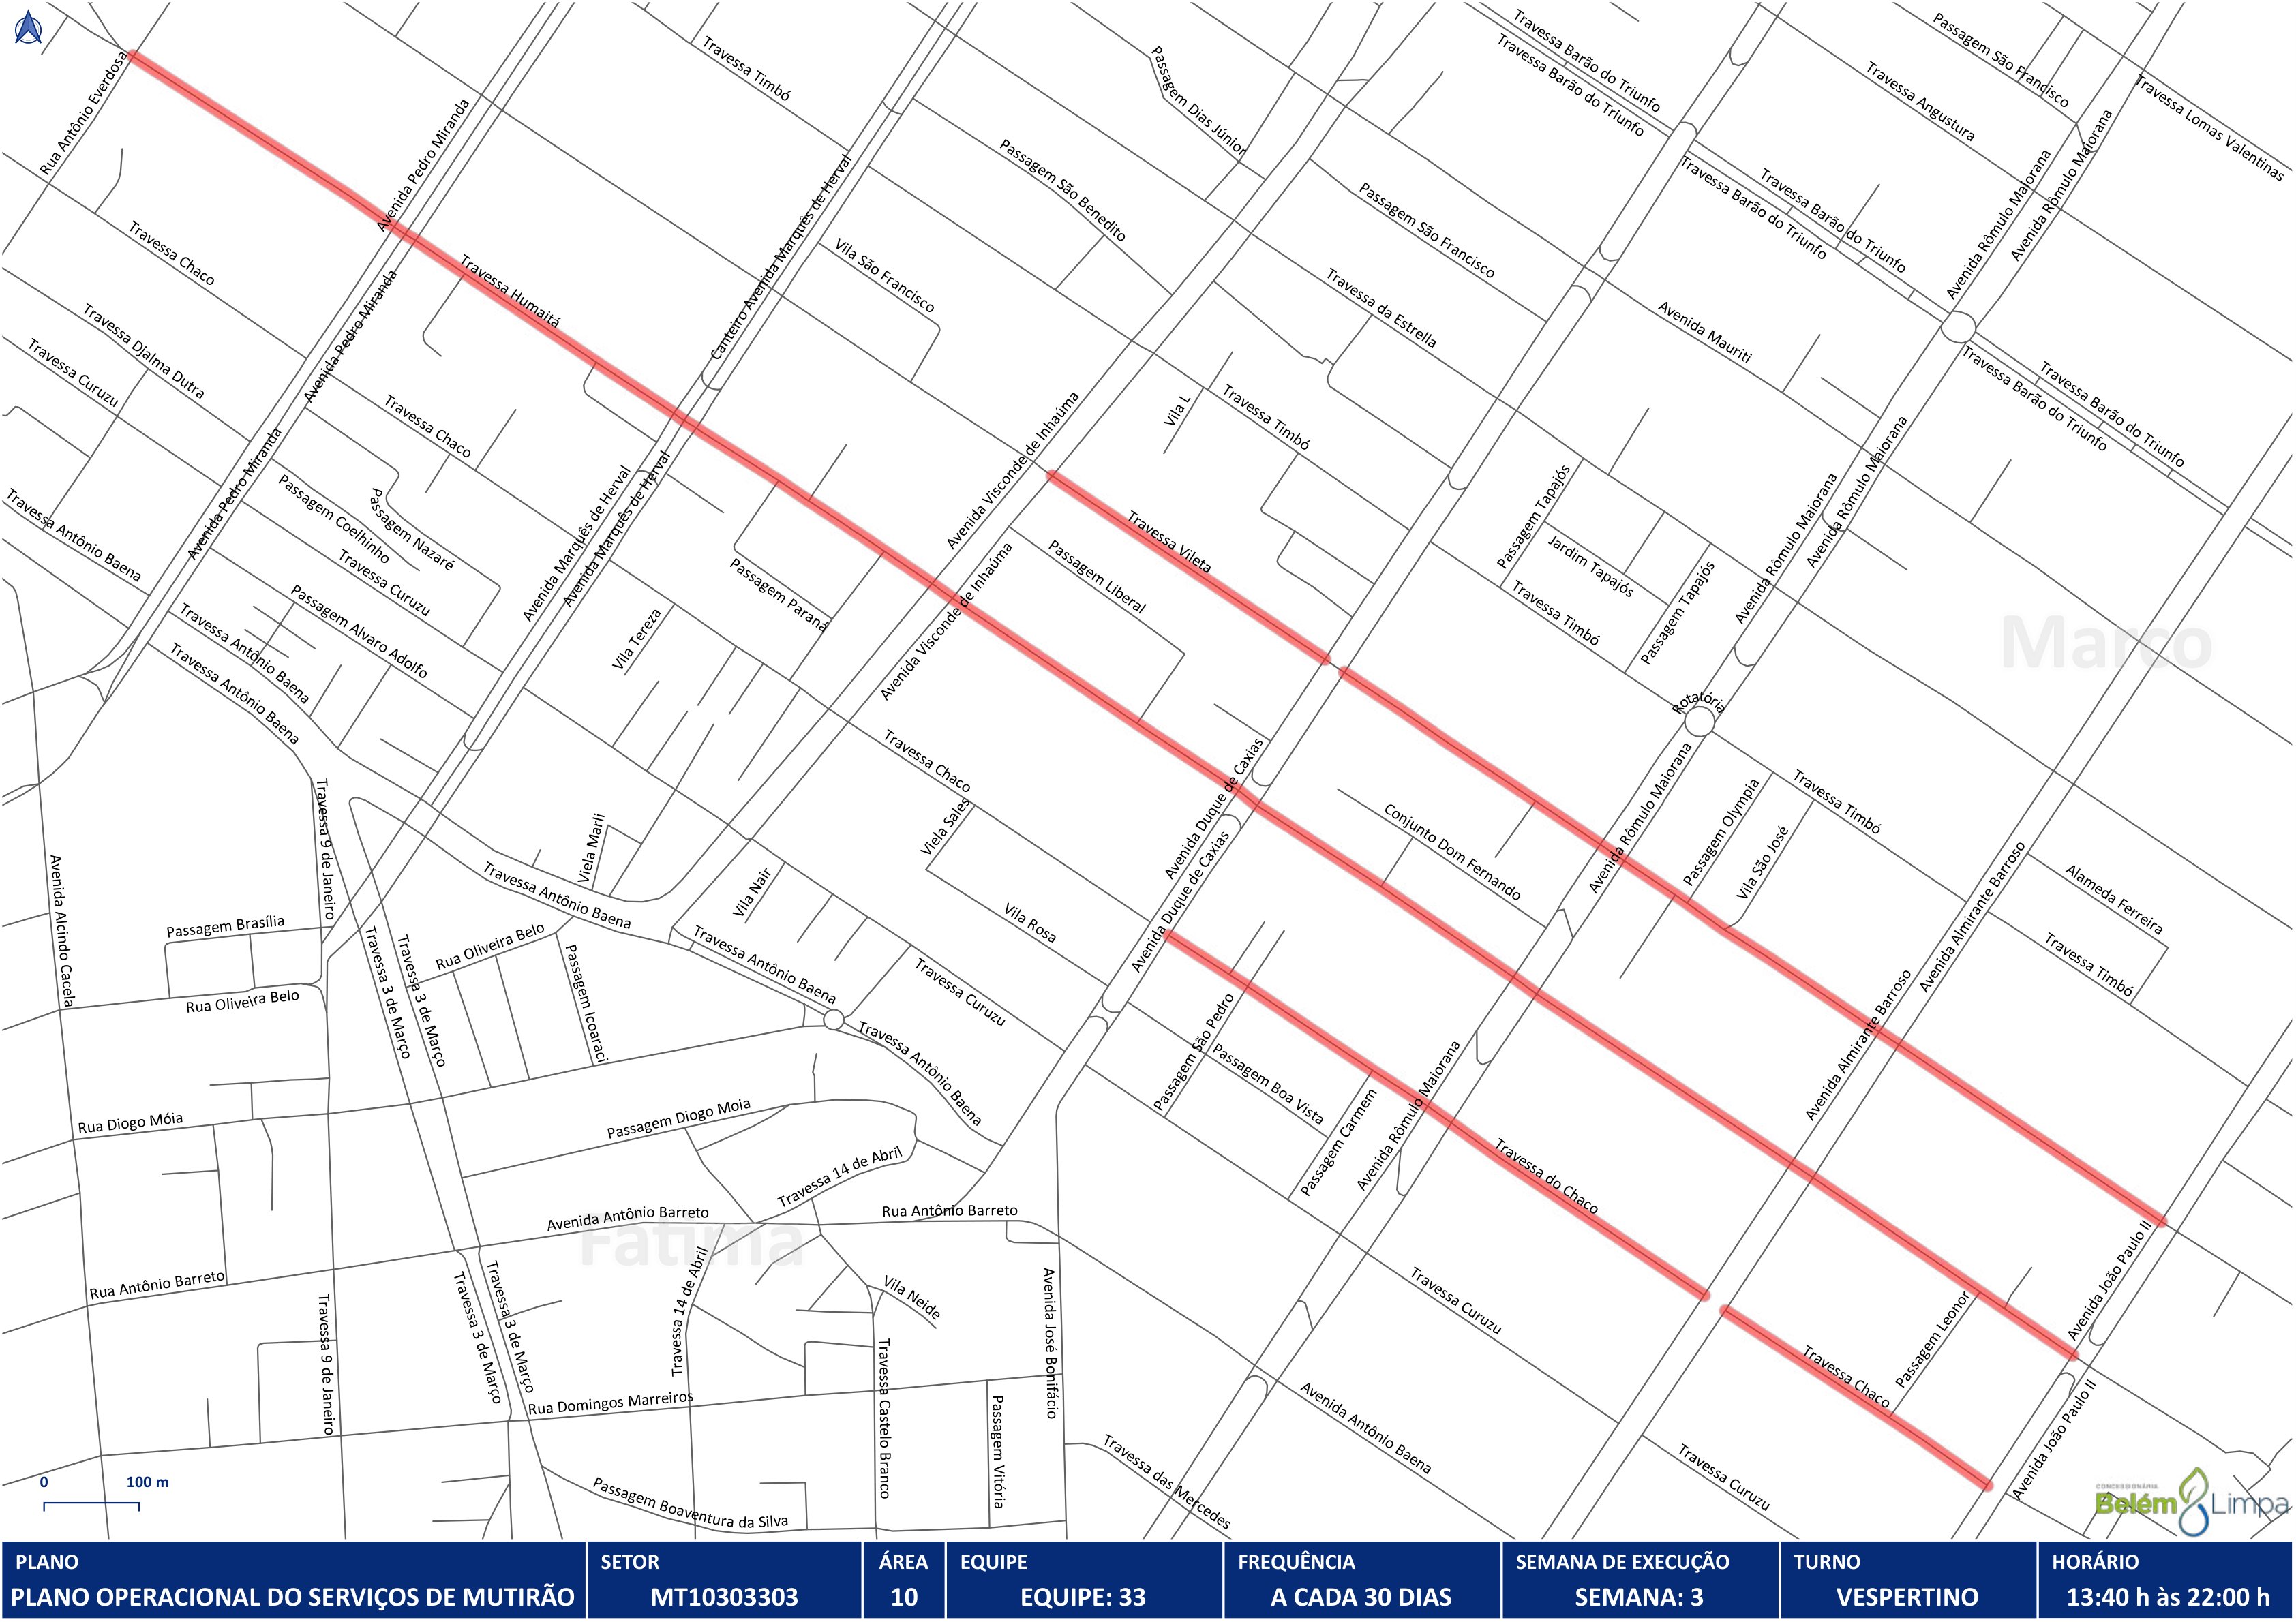 Travessa Barão do Triunfo
Passagem São Francisco
Travessa Timbó
Passagem Dias Júnior
Travessa Barão do Triunfo
Travessa Angustura
Travessa Lomas Valentinas
Rua Antônio Everdosa
Avenida Pedro Miranda
Canteiro Avenida Marquês de Herval
Passagem São Benedito
Passagem São Francisco
Travessa Barão do Triunfo
Travessa Barão do Triunfo
Avenida Rômulo Maiorana
Avenida Rômulo Maiorana
Travessa Chaco
Travessa Humaitá
Vila São Francisco
Travessa da Estrella
Avenida Mauriti
Travessa Djalma Dutra
Avenida Pedro Miranda
Travessa Curuzu
Travessa Chaco
Vila L
Travessa Timbó
Travessa Barão do Triunfo
Travessa Barão do Triunfo
Avenida Pedro Miranda
Passagem Coelhinho
Passagem Nazaré
Avenida Marquês de Herval
Avenida Marquês de Herval
Avenida Visconde de Inhaúma
Travessa Vileta
Passagem Tapajós
Jardim Tapajós
Avenida Rômulo Maiorana
Avenida Rômulo Maiorana
Travessa Antônio Baena
Travessa Curuzu
Passagem Alvaro Adolfo
Passagem Paraná
Avenida Visconde de Inhaúma
Passagem Liberal
Travessa Timbó
Passagem Tapajós
Marco
Travessa Antônio Baena
Travessa Antônio Baena
Vila Tereza
Rotatória
Travessa Chaco
Avenida Duque de Caxias
Conjunto Dom Fernando
Avenida Rômulo Maiorana
Passagem Olympia
Vila São José
Travessa Timbó
Travessa 9 de Janeiro
Viela Marli
Viela Sales
Avenida Duque de Caxias
Avenida Alcindo Cacela
Travessa Antônio Baena
Vila Nair
Vila Rosa
Avenida Duque de Caxias
Avenida Almirante Barroso
Alameda Ferreira
Passagem Brasília
Travessa 3 de Março
Travessa 3 de Março
Rua Oliveira Belo
Passagem Icoaraci
Travessa Antônio Baena
Travessa Curuzu
Travessa Timbó
Rua Oliveira Belo
Travessa Antônio Baena
Passagem São Pedro
Passagem Boa Vista
Avenida Almirante Barroso
Rua Diogo Móia
Passagem Diogo Moia
Passagem Carmem
Avenida Rômulo Maiorana
Travessa do Chaco
Travessa 14 de Abril
Avenida Antônio Barreto
Rua Antônio Barreto
Fatima
Rua Antônio Barreto
Travessa 9 de Janeiro
Travessa 3 de Março
Travessa 3 de Março
Travessa 14 de Abril
Vila Neide
Avenida José Bonifácio
Travessa Curuzu
Avenida João Paulo II
Passagem Leonor
Travessa Chaco
Rua Domingos Marreiros
Travessa Castelo Branco
Passagem Vitória
Avenida Antônio Baena
Avenida João Paulo II
Travessa das Mercedes
Travessa Curuzu
Passagem Boaventura da Silva
0 100 m
CONCESSIONÁRIA
Belém Limpa
PLANO
PLANO OPERACIONAL DO SERVIÇOS DE MUTIRÃO
SETOR
MT10303303
ÁREA
10
EQUIPE
EQUIPE: 33
FREQUÊNCIA
A CADA 30 DIAS
SEMANA DE EXECUÇÃO
SEMANA: 3
TURNO
VESPERTINO
HORÁRIO
13:40 h às 22:00 h